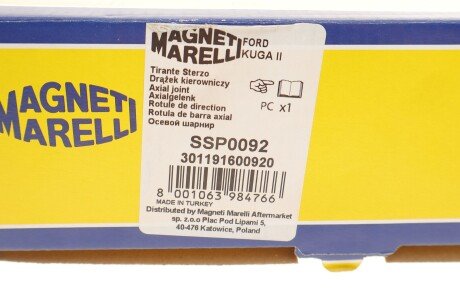 MAGNETI
MARELLI
MAGNETI
MARELLI
FORD
KUGA II
Tirante Sterzo
Drążek kierowniczy
Axial joint
Axialgelenk
Rotule de direction
Rotula de barra axial
Осевой шарнир
PC x1
SSP0092
301191600920
8 001063 984766
MADE IN TURKEY
Distributed by Magneti Marelli Aftermarket
sp. z.o.o Plac Pod Lipami 5,
40-476 Katowice, Poland